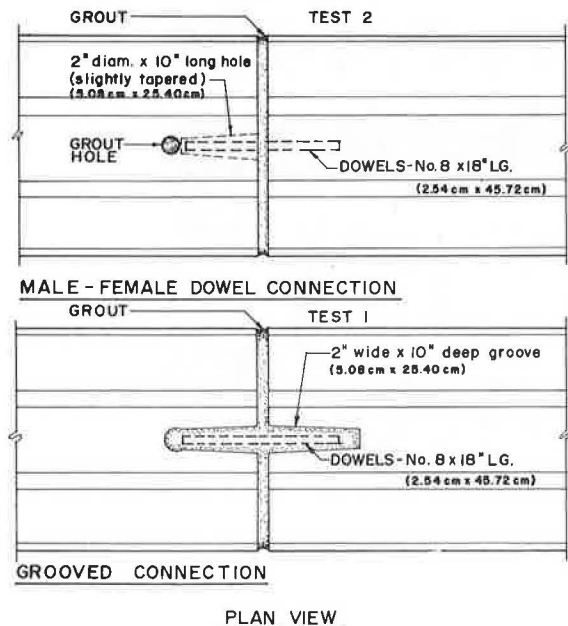 GROUT
TEST 2
2" diam. x 10" long hole
(slightly tapered)
(5.08cm x 25.40cm)
GROUT
HOLE
DOWELS-No. 8 x 18" LG.
(2.54cm x 45.72cm)
MALE-FEMALE DOWEL CONNECTION
GROUT
TEST 1
2" wide x 10" deep groove
(5.08cm x 25.40cm)
DOWELS-No. 8 x 18" LG.
(2.54cm x 45.72cm)
GROOVED CONNECTION
PLAN VIEW